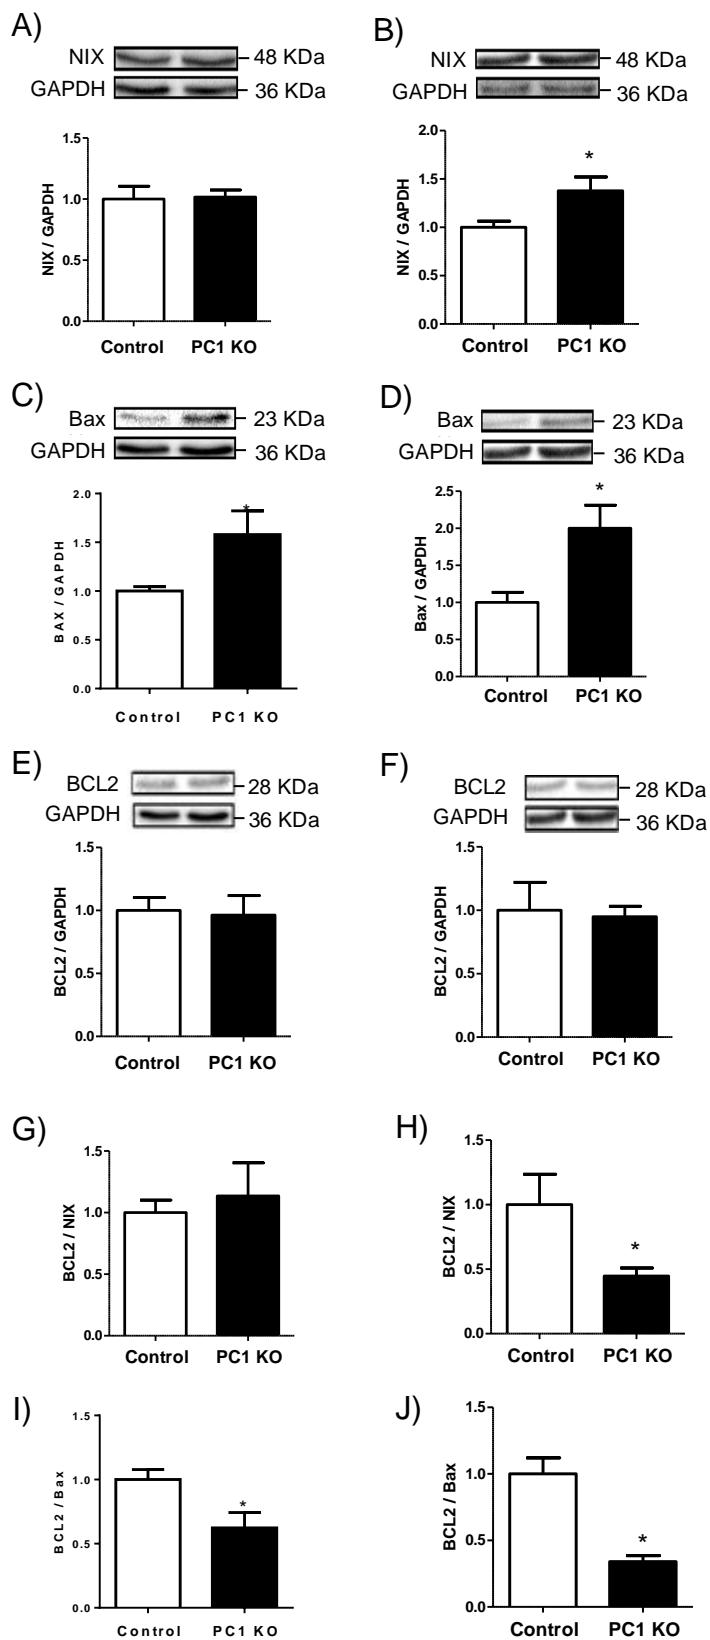 A)
NIX
48 KDa
GAPDH
36 KDa
1.5
1.0
0.5
0.0
NIX / GAPDH
Control PC1 KO
B)
NIX
48 KDa
GAPDH
36 KDa
2.0
1.5
1.0
0.5
0.0
NIX / GAPDH
*
Control PC1 KO
C)
Bax
23 KDa
GAPDH
36 KDa
2.0
1.5
1.0
0.5
0.0
BAX / GAPDH
*
Control PC1 KO
D)
Bax
23 KDa
GAPDH
36 KDa
2.5
2.0
1.5
1.0
0.5
0.0
Bax / GAPDH
*
Control PC1 KO
E)
BCL2
28 KDa
GAPDH
36 KDa
1.5
1.0
0.5
0.0
BCL2 / GAPDH
Control PC1 KO
F)
BCL2
28 KDa
GAPDH
36 KDa
1.5
1.0
0.5
0.0
BCL2 / GAPDH
Control PC1 KO
G)
1.5
1.0
0.5
0.0
BCL2 / NIX
Control PC1 KO
H)
1.5
1.0
0.5
0.0
BCL2 / NIX
*
Control PC1 KO
I)
1.5
1.0
0.5
0.0
BCL2 / Bax
*
Control PC1 KO
J)
1.5
1.0
0.5
0.0
BCL2 / Bax
*
Control PC1 KO